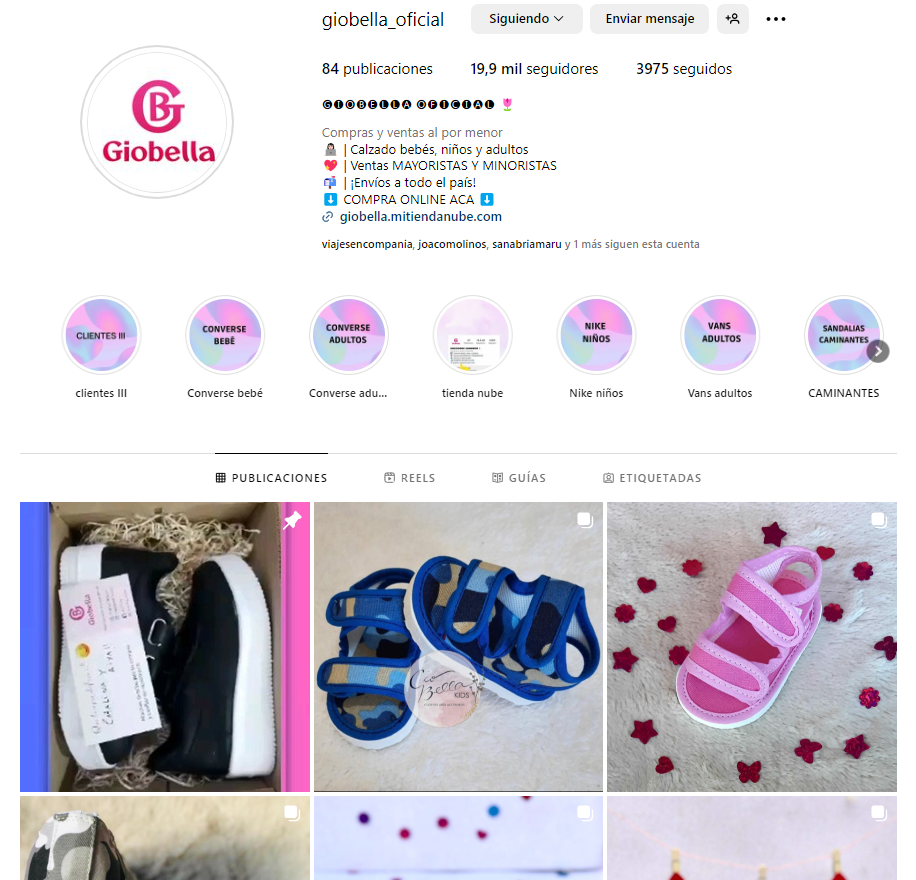 giobella_oficial
Siguiendo
Enviar mensaje
84 publicaciones
19,9 mil seguidores
3975 seguidos
🅖🅘🅞🅑🅔🅛🅛🅐 🅞🅕🅘🅒🅘🅐🅛 🌷
Compras y ventas al por menor
| Calzado bebés, niños y adultos
💖 | Ventas MAYORISTAS Y MINORISTAS
📬 | ¡Envíos a todo el país!
⬇️ COMPRA ONLINE ACA ⬇️
giobella.mitiendanube.com
viajesencompania, joacomolinos, sanabriamaru y 1 más siguen esta cuenta
Giobella
CLIENTES III
CONVERSE
BEBÉ
CONVERSE
ADULTOS
NIKE
NIÑOS
VANS
ADULTOS
SANDALIAS
CAMINANTES
clientes III
Converse bebé
Converse adu...
tienda nube
Nike niños
Vans adultos
CAMINANTES
PUBLICACIONES
REELS
GUÍAS
ETIQUETADAS
Giobella
Gio
Bella
KIDS